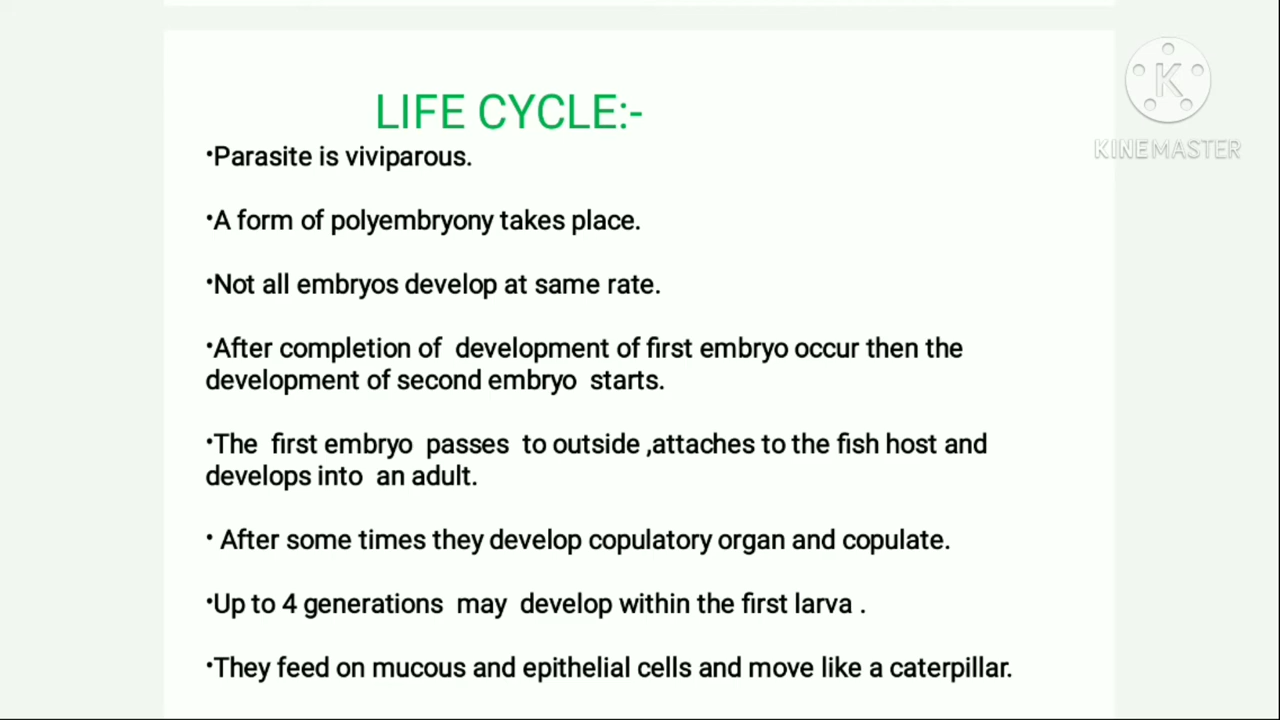 LIFE CYCLE:-
K
KINEMASTER
•Parasite is viviparous.
•A form of polyembryony takes place.
•Not all embryos develop at same rate.
•After completion of  development of first embryo occur then the
development of second embryo  starts.
•The  first embryo  passes  to outside ,attaches to the fish host and
develops into  an adult.
• After some times they develop copulatory organ and copulate.
•Up to 4 generations  may  develop within the first larva .
•They feed on mucous and epithelial cells and move like a caterpillar.